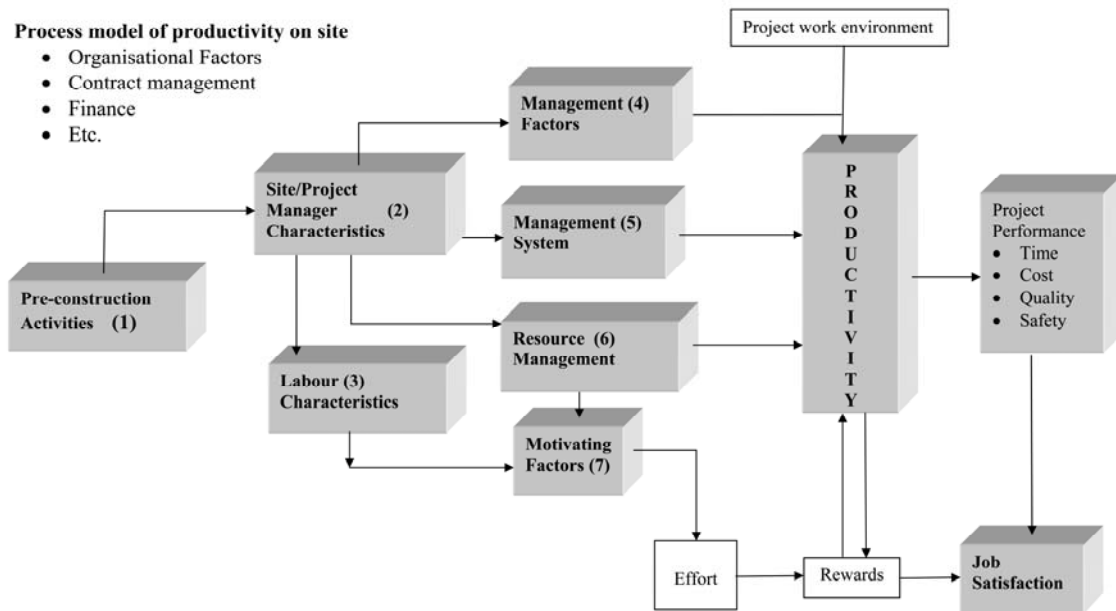 Process model of productivity on site
• Organisational Factors
• Contract management
• Finance
• Etc.
Project work environment
Management (4)
Factors
Site/Project
Manager (2)
Characteristics
Management (5)
System
Pre-construction
Activities (1)
Resource (6)
Management
Labour (3)
Characteristics
Motivating
Factors (7)
P
R
O
D
U
C
T
I
V
I
T
Y
Project
Performance
• Time
• Cost
• Quality
• Safety
Effort
Rewards
Job
Satisfaction